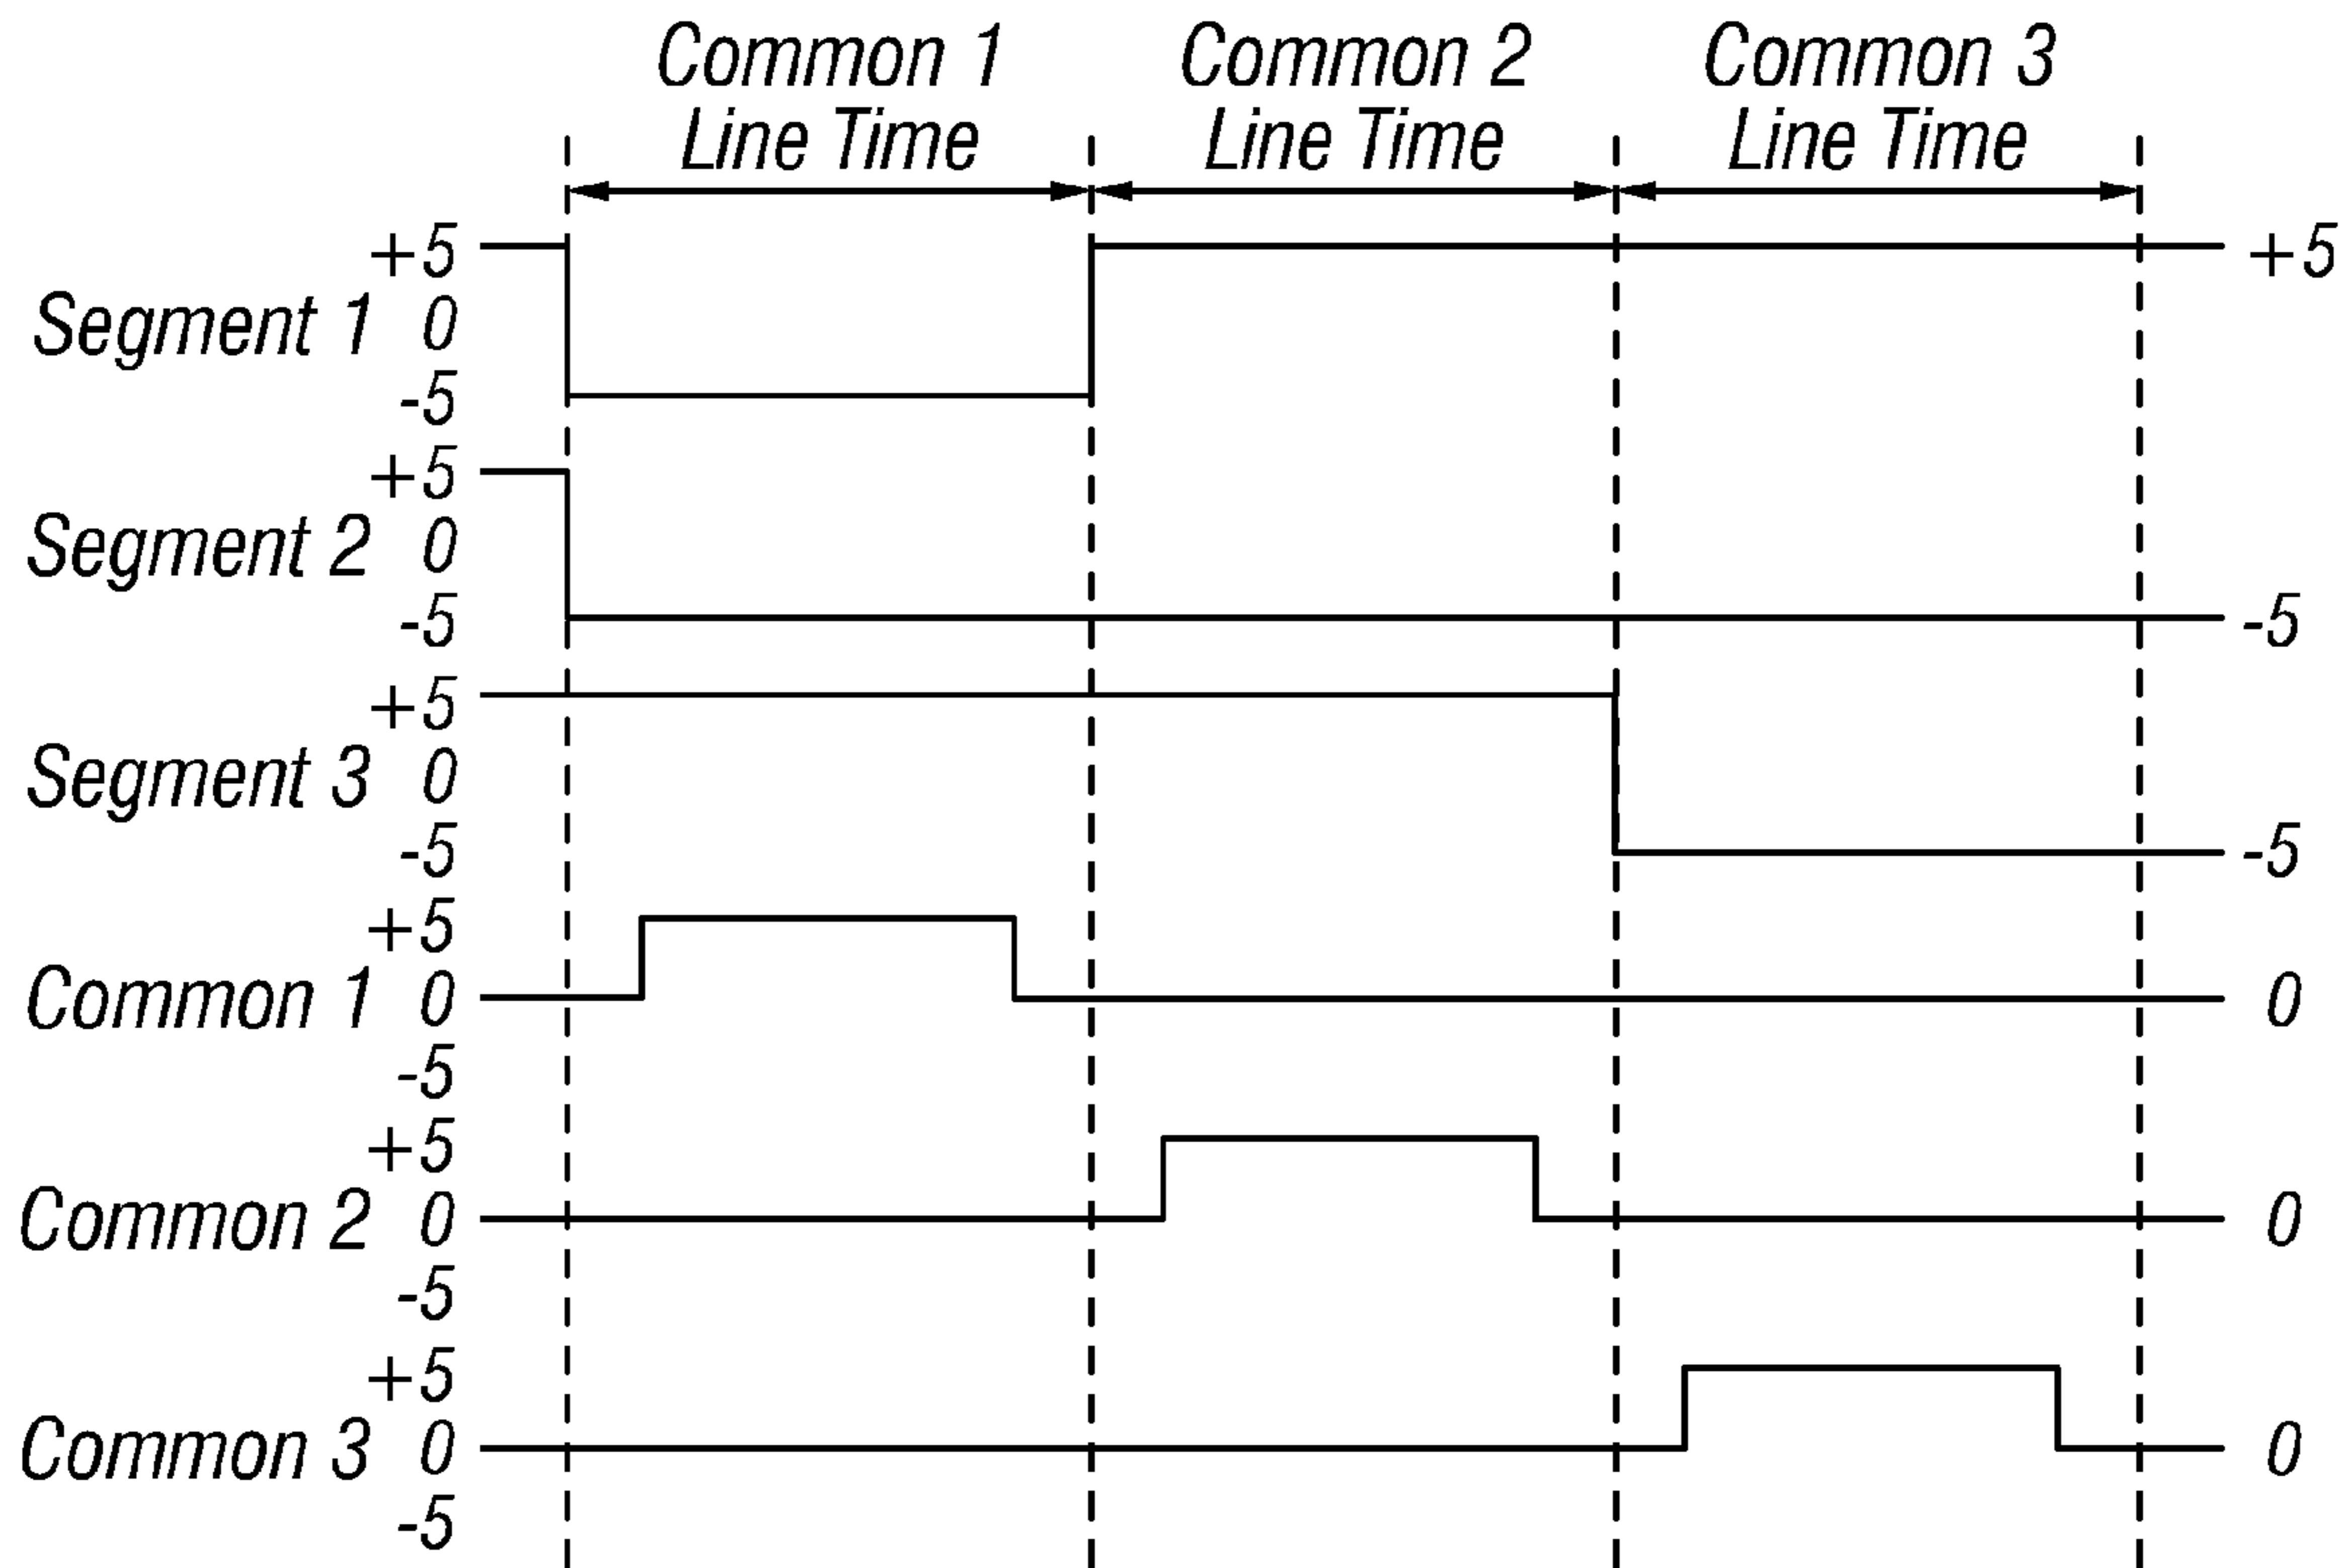 Common 1 Common 2 Common 3
Line Time Line Time Line Time
+5 +5
Segment 1 0
-5
+5
Segment 2 0
-5 -5
+5
Segment 3 0
-5 -5
+5
Common 1 0 0
-5
+5
Common 2 0 0
-5
+5
Common 3 0 0
-5